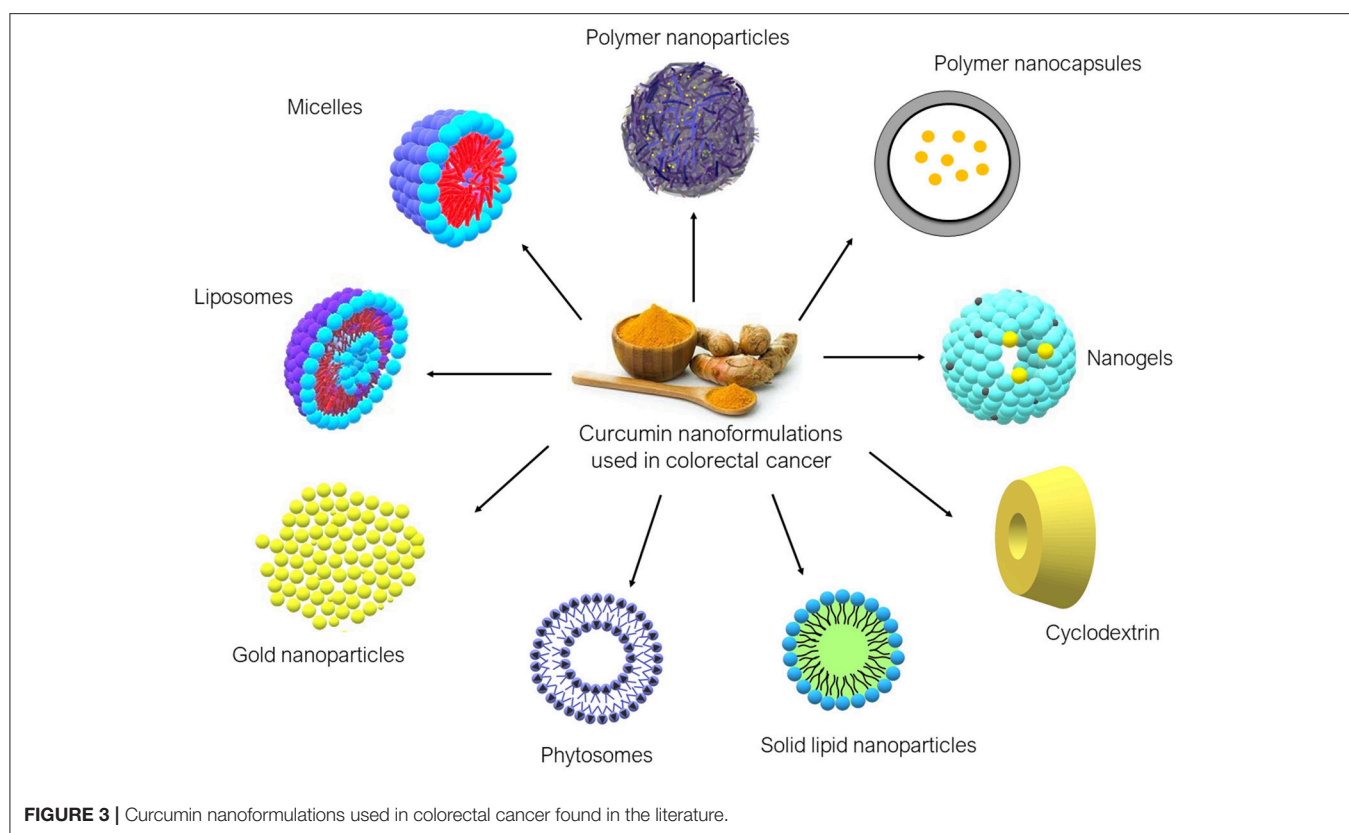 Polymer nanoparticles
Polymer nanocapsules
Micelles
Liposomes
Nanogels
Curcumin nanoformulations
used in colorectal cancer
Gold nanoparticles
Cyclodextrin
Phytosomes
Solid lipid nanoparticles
FIGURE 3 | Curcumin nanoformulations used in colorectal cancer found in the literature.